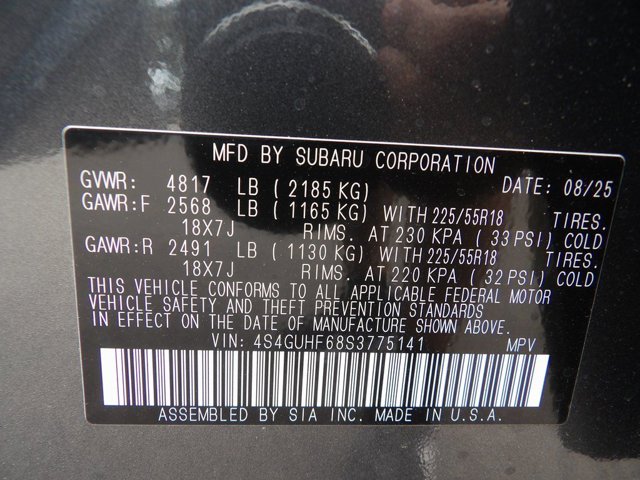 MFD BY SUBARU CORPORATION
GVWR: 4817 LB ( 2185 KG) DATE: 08/25
GAWR:F 2568 LB ( 1165 KG) WITH 225/55R18 TIRES.
18X7J RIMS. AT 230 KPA ( 33 PSI) COLD
GAWR:R 2491 LB ( 1130 KG) WITH 225/55R18 TIRES.
18X7J RIMS. AT 220 KPA ( 32 PSI) COLD
THIS VEHICLE CONFORMS TO ALL APPLICABLE FEDERAL MOTOR
VEHICLE SAFETY AND THEFT PREVENTION STANDARDS
IN EFFECT ON THE DATE OF MANUFACTURE SHOWN ABOVE.
VIN: 4S4GUHF68S3775141 MPV
ASSEMBLED BY SIA INC. MADE IN U.S.A.